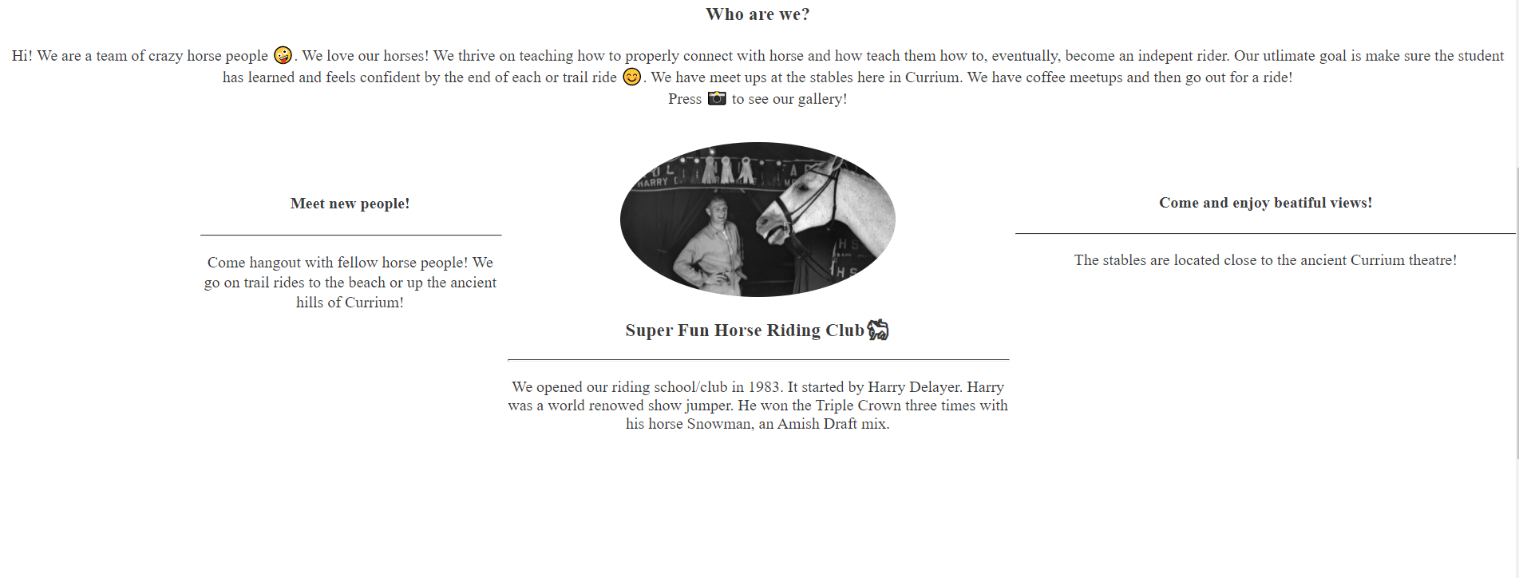 Who are we?
Hi! We are a team of crazy horse people 🤪. We love our horses! We thrive on teaching how to properly connect with horse and how teach them how to, eventually, become an indepent rider. Our utlimate goal is make sure the student
has learned and feels confident by the end of each or trail ride 😊. We have meet ups at the stables here in Currium. We have coffee meetups and then go out for a ride!
Press 📷 to see our gallery!
HARRY D
H S
H S
Meet new people!
Come hangout with fellow horse people! We
go on trail rides to the beach or up the ancient
hills of Currium!
Super Fun Horse Riding Club
We opened our riding school/club in 1983. It started by Harry Delayer. Harry
was a world renowed show jumper. He won the Triple Crown three times with
his horse Snowman, an Amish Draft mix.
Come and enjoy beatiful views!
The stables are located close to the ancient Currium theatre!